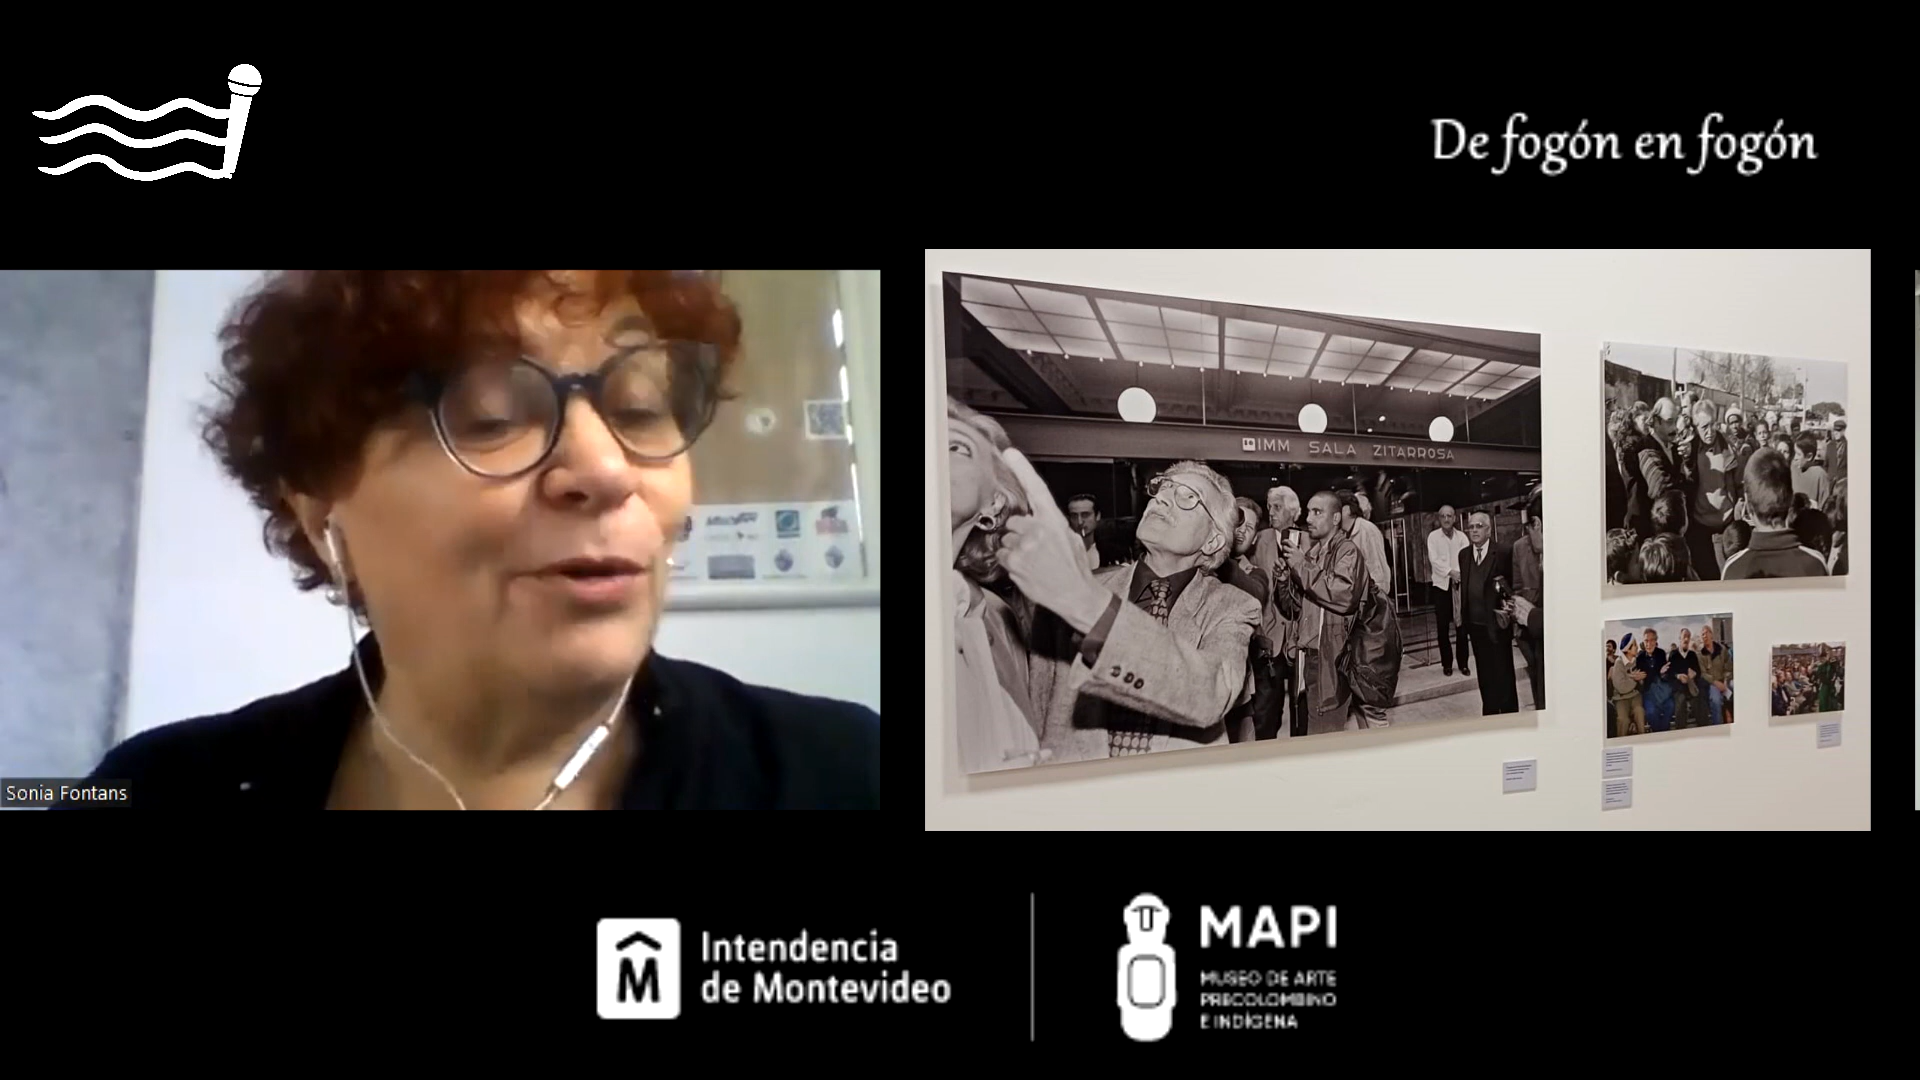 De fogón en fogón
IMM SALA ZITARROSA
Sonia Fontans
Intendencia
de Montevideo
MAPI
MUSEO DE ARTE
PRECOLOMBINO
E INDÍGENA